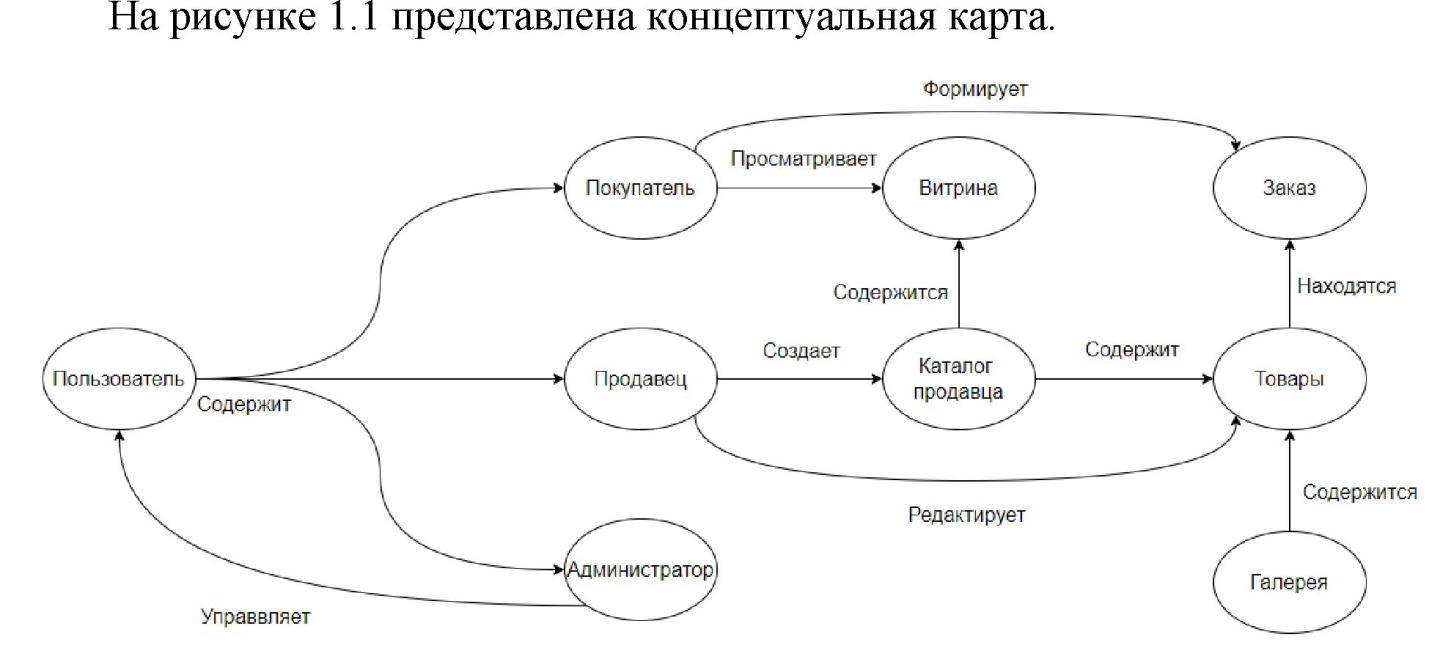 На рисунке 1.1 представлена концептуальная карта.
Формирует
Просматривает
Покупатель
Витрина
Заказ
Содержится
Находятся
Пользователь
Содержит
Продавец
Создает
Каталог
продавца
Содержит
Товары
Редактирует
Содержится
Администратор
Галерея
Управвляет